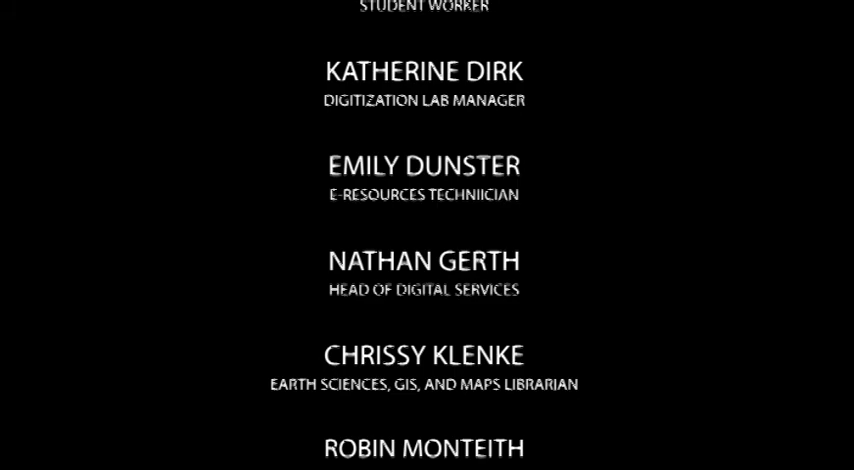 STUDENT WORKER
KATHERINE DIRK
DIGITIZATION LAB MANAGER
EMILY DUNSTER
E-RESOURCES TECHNIICIAN
NATHAN GERTH
HEAD OF DIGITAL SERVICES
CHRISSY KLENKE
EARTH SCIENCES, GIS, AND MAPS LIBRARIAN
ROBIN MONTEITH